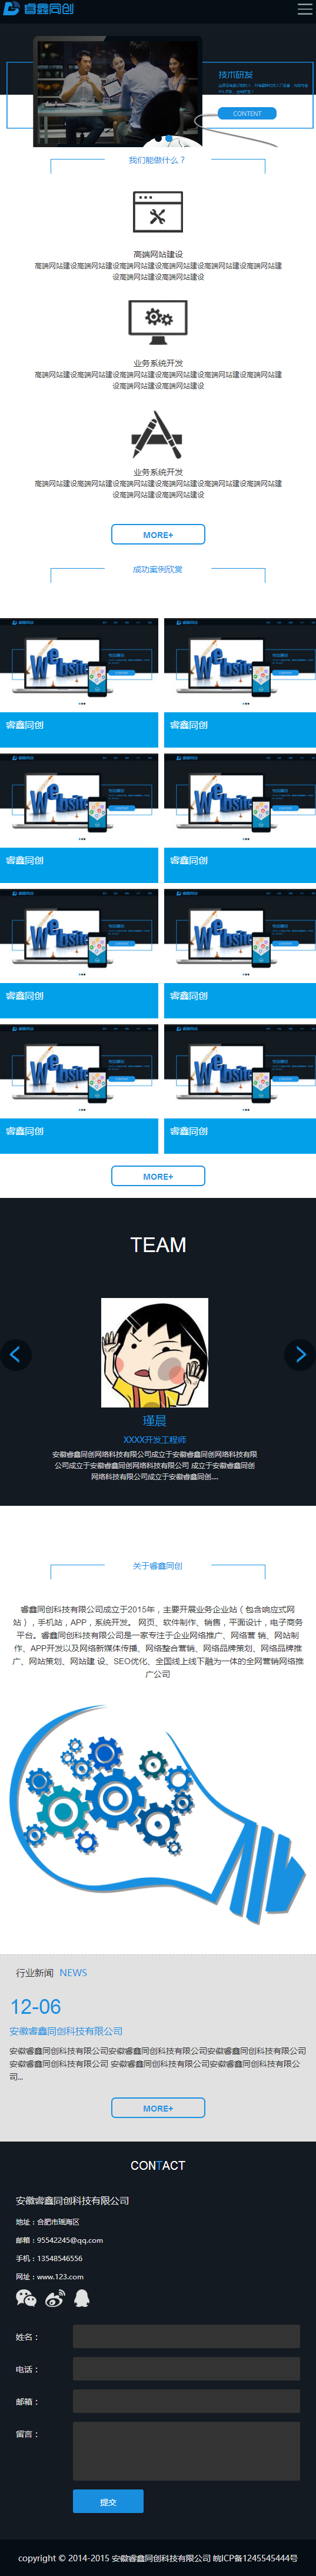 睿鑫同创
技术研发
CONTENT
我们能做什么？
高端网站建设
高端网站建设高端网站建设高端网站建设高端网站建设高端网站建设高端网站建
设高端网站建设高端网站建设
业务系统开发
高端网站建设高端网站建设高端网站建设高端网站建设高端网站建设高端网站建
设高端网站建设高端网站建设
业务系统开发
高端网站建设高端网站建设高端网站建设高端网站建设高端网站建设高端网站建
设高端网站建设高端网站建设
MORE+
成功案例欣赏
Website
Website
睿鑫同创
睿鑫同创
Website
Website
睿鑫同创
睿鑫同创
Website
Website
睿鑫同创
睿鑫同创
Website
Website
睿鑫同创
睿鑫同创
MORE+
TEAM
瑾晨
XXXX开发工程师
安徽睿鑫同创网络科技有限公司成立于安徽睿鑫同创网络科技有限
公司成立于安徽睿鑫同创网络科技有限公司 成立于安徽睿鑫同创
网络科技有限公司成立于安徽睿鑫同创....
关于睿鑫同创
睿鑫同创科技有限公司成立于2015年，主要开展业务企业站（包含响应式网
站），手机站，APP，系统开发。 网页、软件制作、销售，平面设计，电子商务
平台。睿鑫同创科技有限公司是一家专注于企业网络推广、网络营 销、网站制
作、APP开发以及网络新媒体传播、网络整合营销、网络品牌策划、网络品牌推
广、网站策划、网站建 设、SEO优化、全国线上线下融为一体的全网营销网络推
广公司
行业新闻 NEWS
12-06
安徽睿鑫同创科技有限公司
安徽睿鑫同创科技有限公司安徽睿鑫同创科技有限公司安徽睿鑫同创科技有限公司
安徽睿鑫同创科技有限公司 安徽睿鑫同创科技有限公司安徽睿鑫同创科技有限公
司...
MORE+
CONTACT
安徽睿鑫同创科技有限公司
地址：合肥市瑶海区
邮箱：95542245@qq.com
手机：13548546556
网址：www.123.com
姓名：
电话：
邮箱：
留言：
提交
copyright © 2014-2015 安徽睿鑫同创科技有限公司 皖ICP备1245545444号